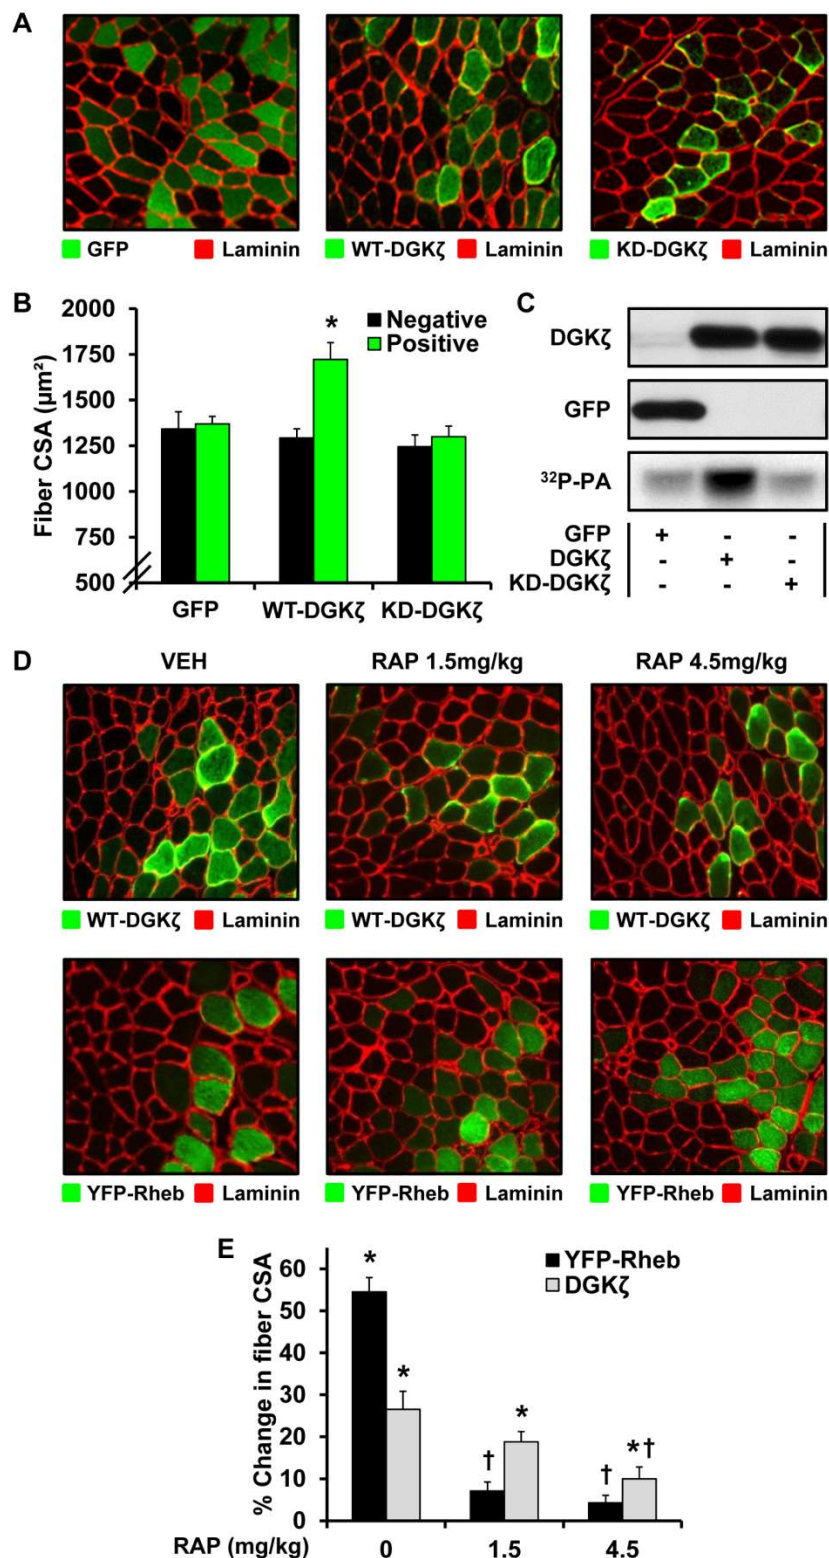 A
GFP Laminin
WT-DGKζ Laminin
KD-DGKζ Laminin
B
2000
1750
1500
1250
1000
750
500
Fiber CSA (µm²)
*
Negative
Positive
GFP WT-DGKζ KD-DGKζ
C
DGKζ
GFP
³²P-PA
GFP + - -
DGKζ - + -
KD-DGKζ - - +
D
VEH RAP 1.5mg/kg RAP 4.5mg/kg
WT-DGKζ Laminin WT-DGKζ Laminin WT-DGKζ Laminin
YFP-Rheb Laminin YFP-Rheb Laminin YFP-Rheb Laminin
E
% Change in fiber CSA
60
50
40
30
20
10
0
YFP-Rheb
DGKζ
* * † * † *†
RAP (mg/kg) 0 1.5 4.5